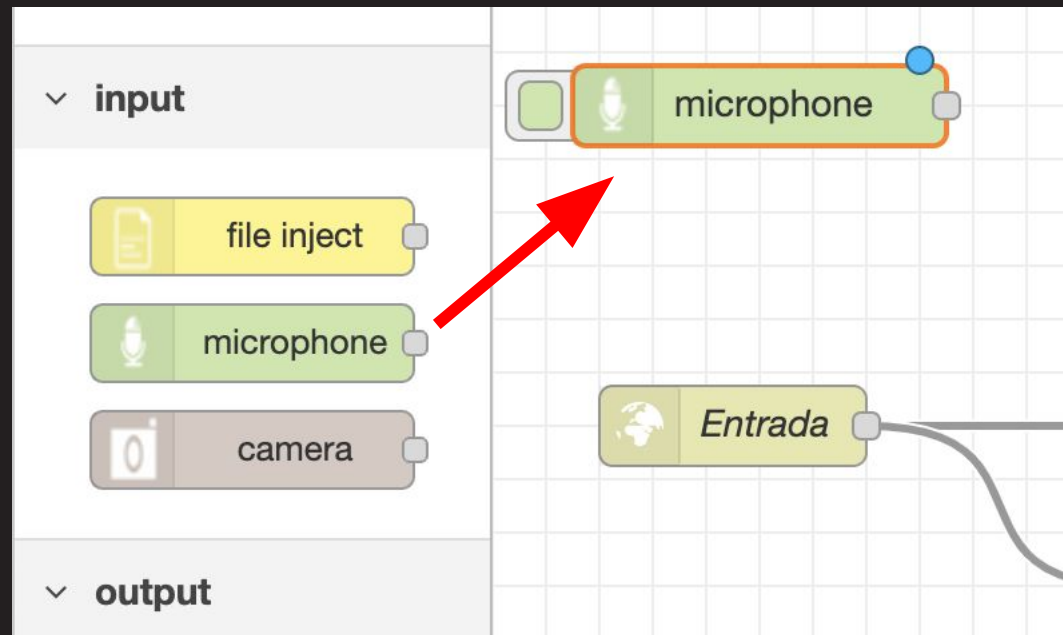 input
file inject
microphone
camera
output
microphone
Entrada